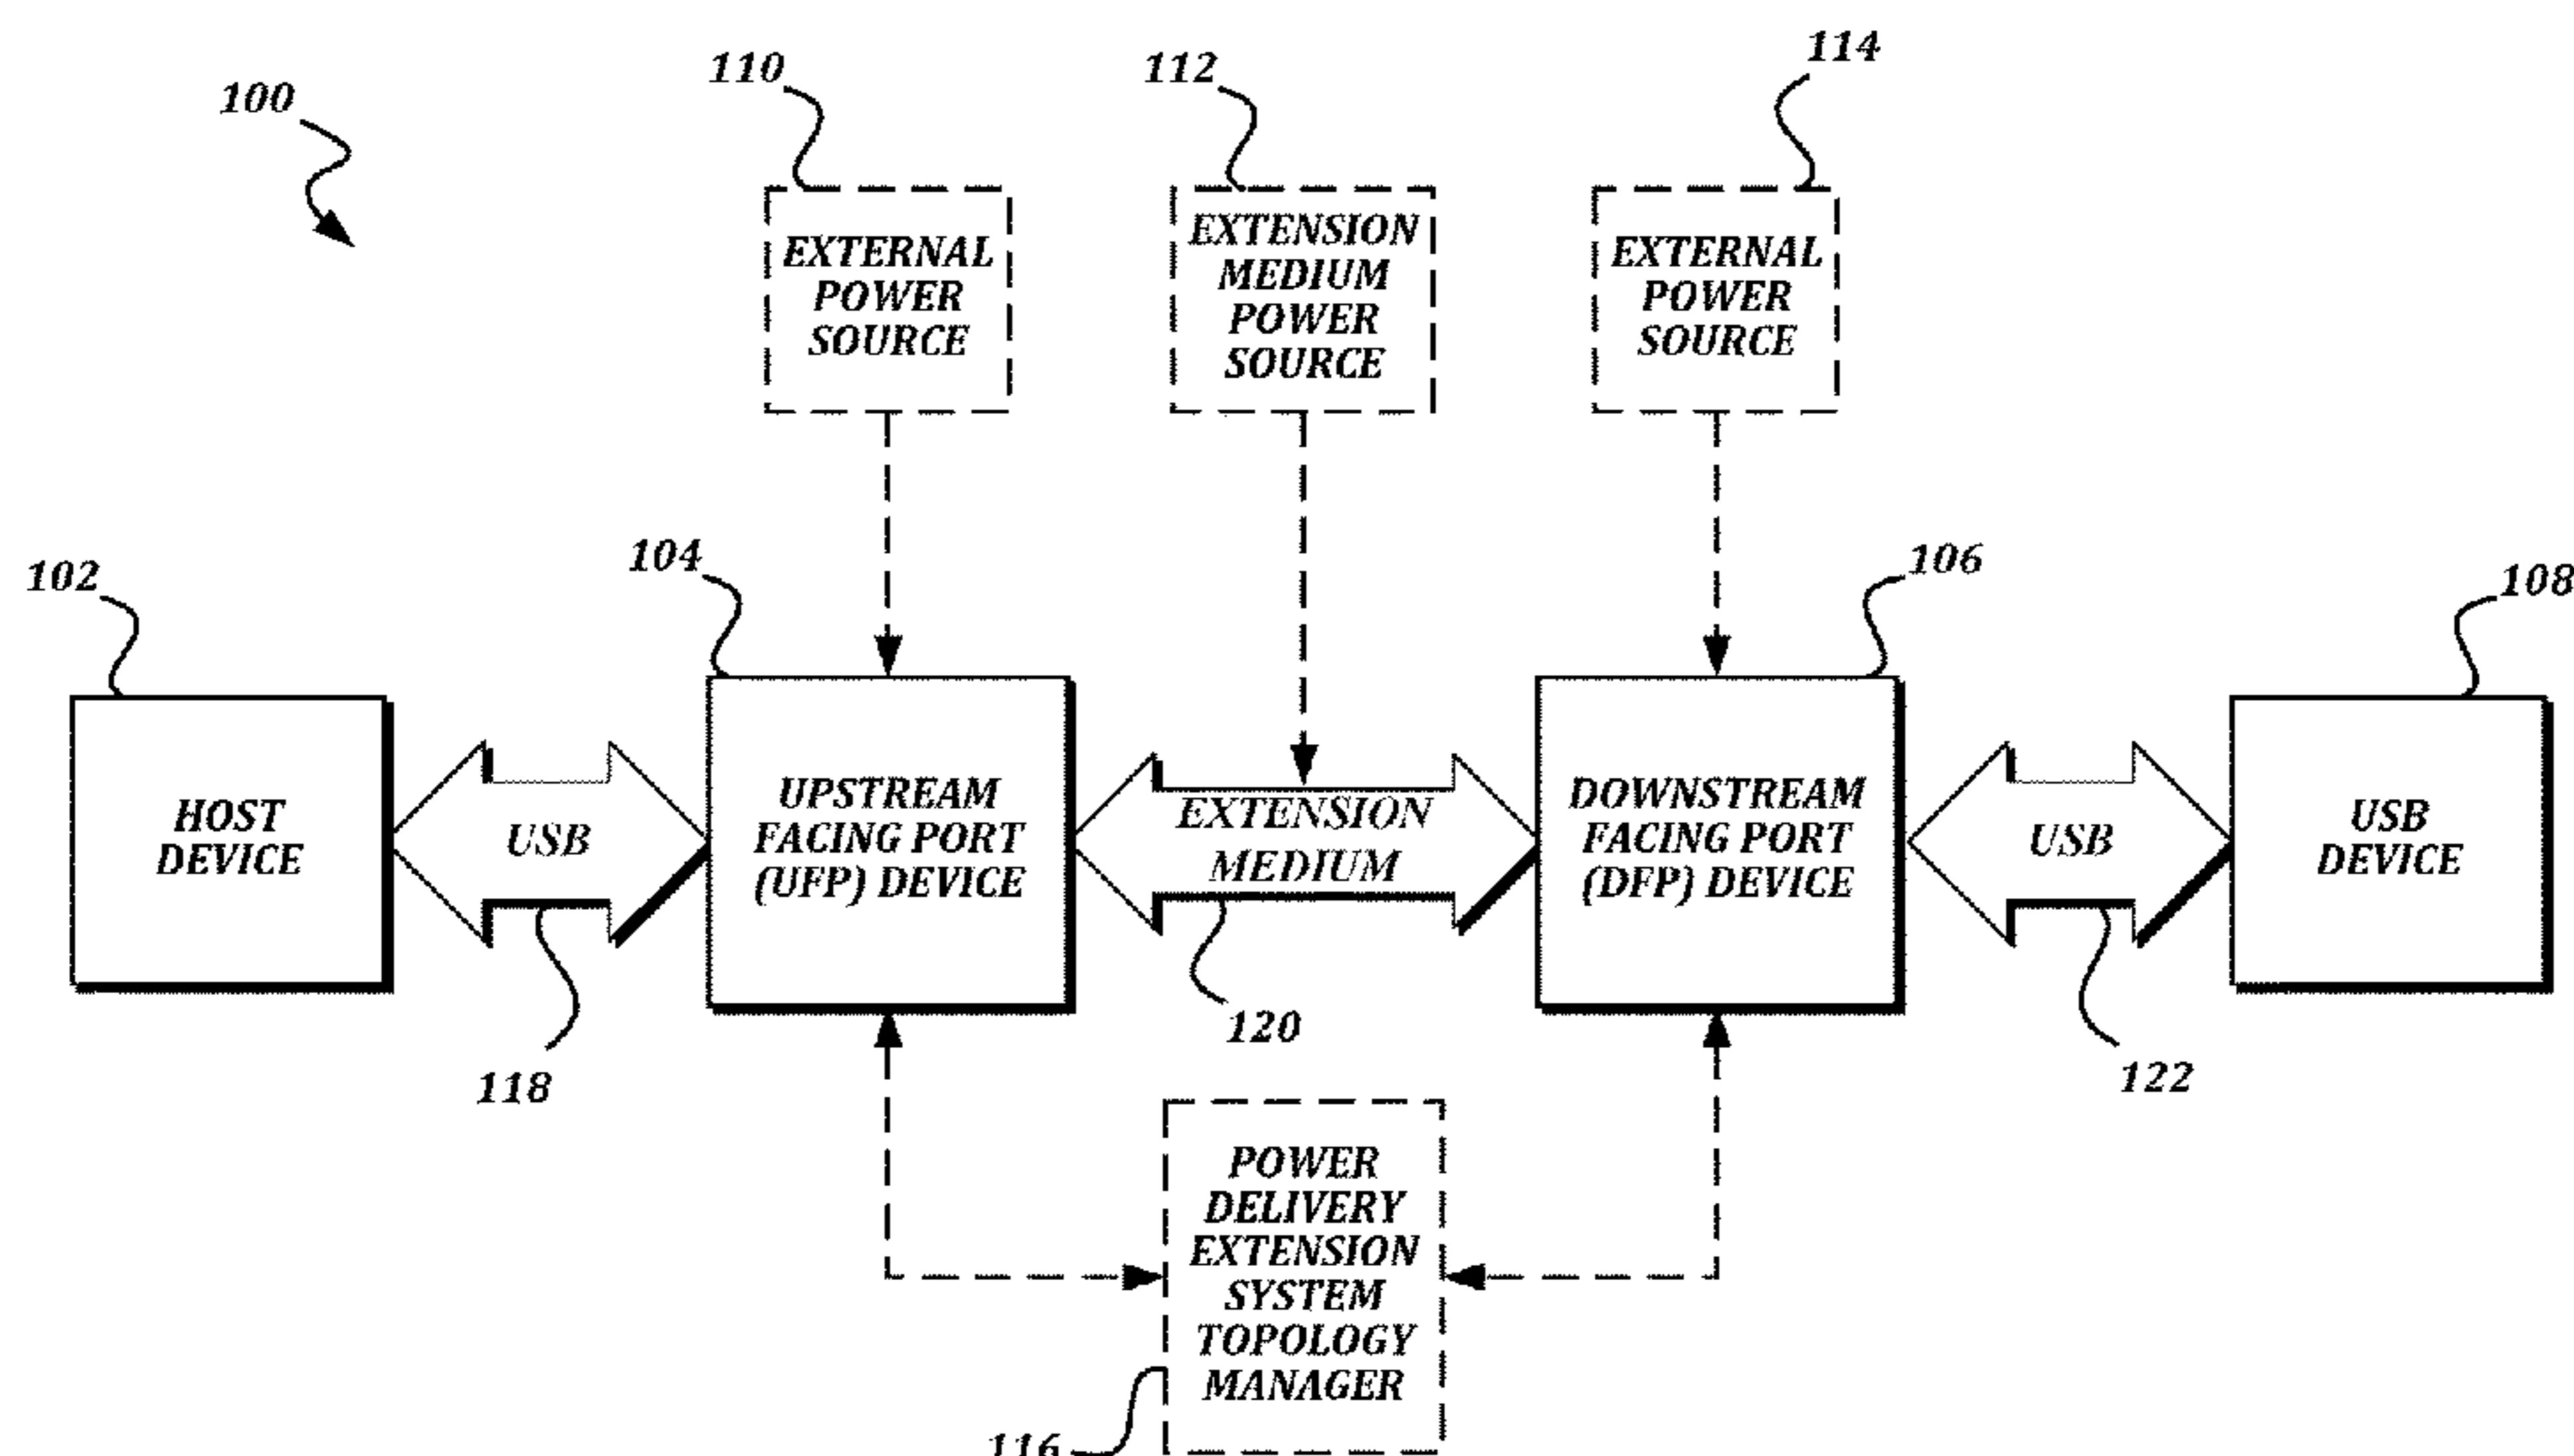 100
110
112
114
EXTERNAL
POWER
SOURCE
EXTENSION
MEDIUM
POWER
SOURCE
EXTERNAL
POWER
SOURCE
102
104
106
108
HOST
DEVICE
USB
UPSTREAM
FACING PORT
(UFP) DEVICE
EXTENSION
MEDIUM
DOWNSTREAM
FACING PORT
(DFP) DEVICE
USB
USB
DEVICE
118
120
122
POWER
DELIVERY
EXTENSION
SYSTEM
TOPOLOGY
MANAGER
116